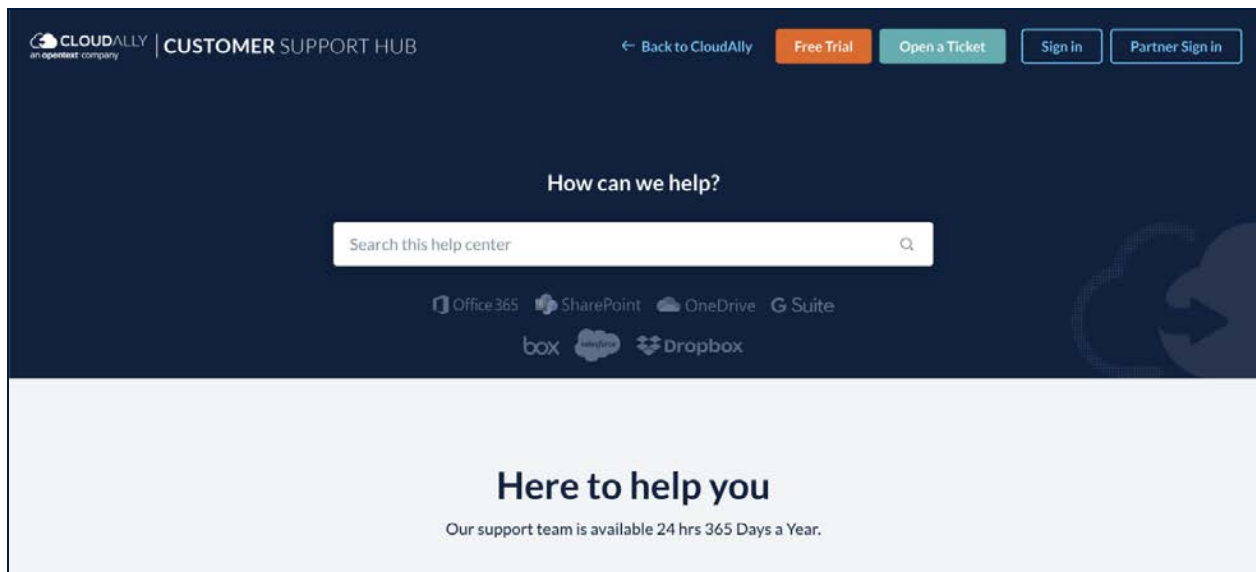 CLOUDALLY | CUSTOMER SUPPORT HUB
an opentext company
← Back to CloudAlly
Free Trial
Open a Ticket
Sign in
Partner Sign in
How can we help?
Search this help center
Office 365 SharePoint OneDrive G Suite
box salesforce Dropbox
Here to help you
Our support team is available 24 hrs 365 Days a Year.